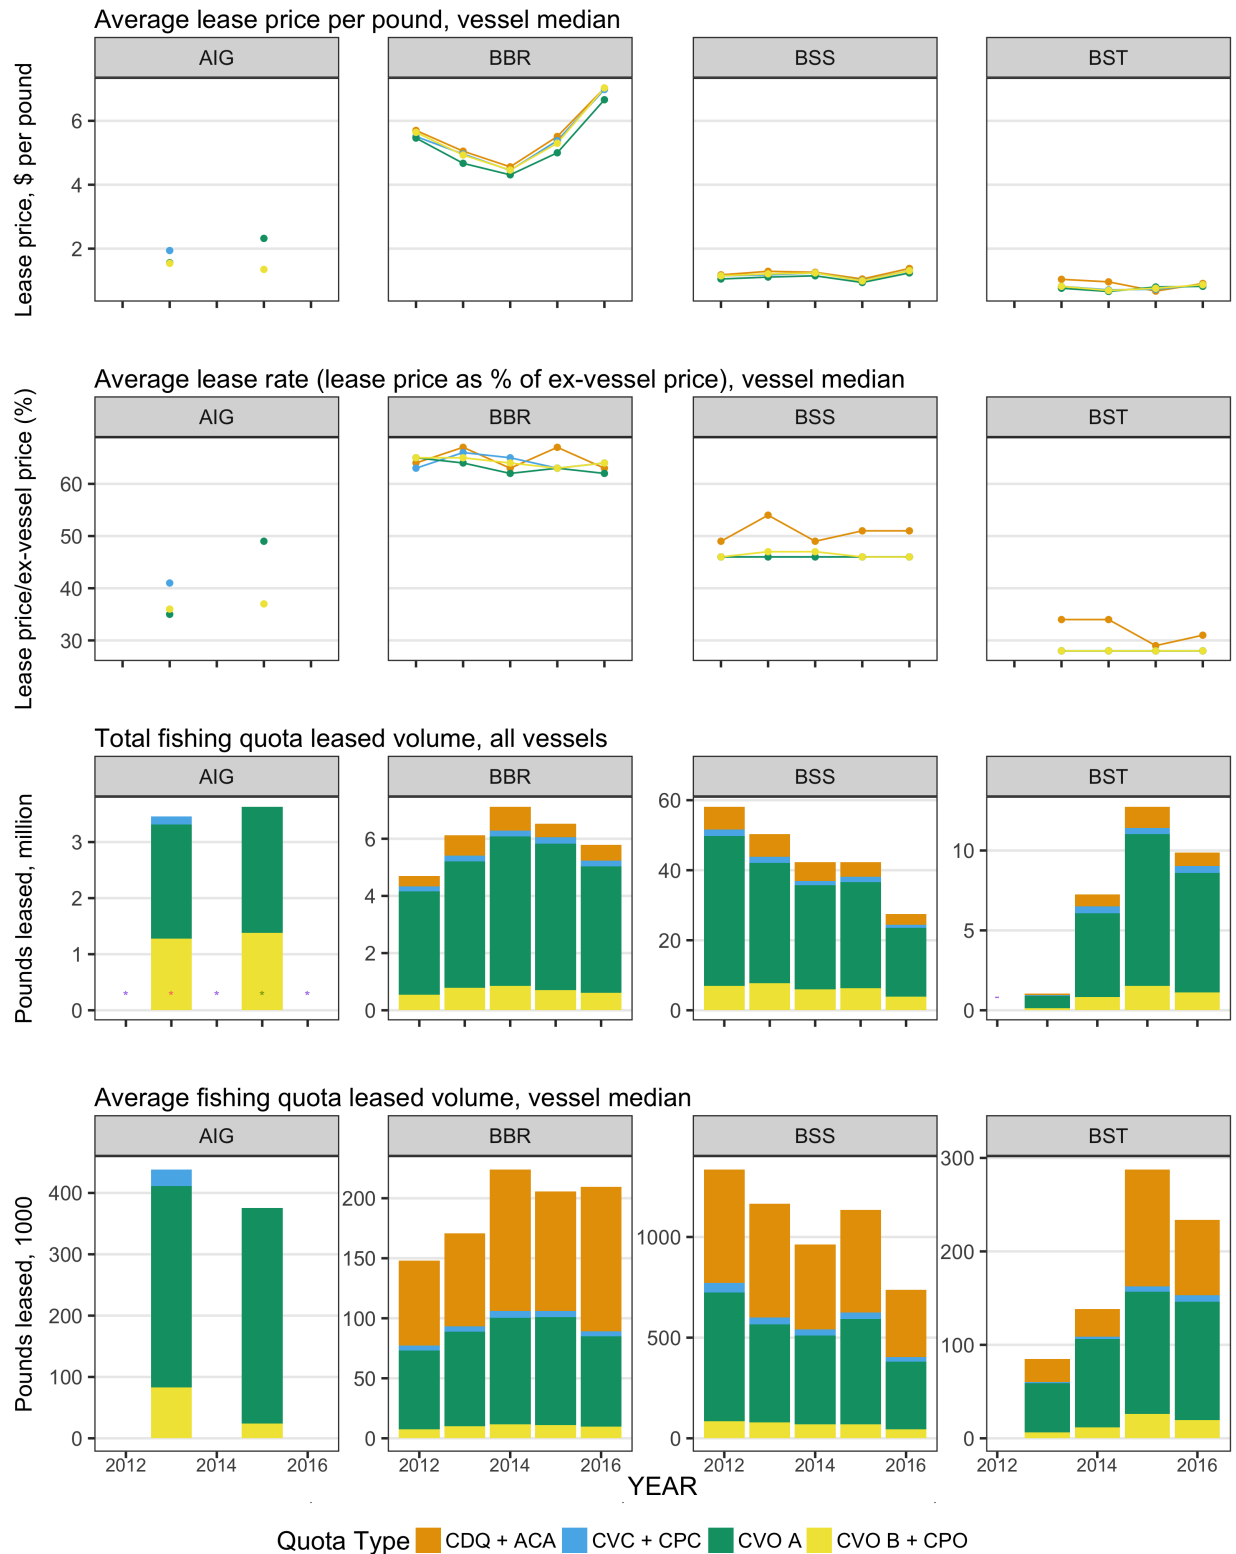 Average lease price per pound, vessel median
AIG BBR BSS BST
Lease price, $ per pound
6
4
2
Average lease rate (lease price as % of ex-vessel price), vessel median
AIG BBR BSS BST
Lease price/ex-vessel price (%)
60
50
40
30
Total fishing quota leased volume, all vessels
AIG BBR BSS BST
Pounds leased, million
3
2
1
0
* * * * *
6
4
2
0
60
40
20
0
10
5
0
-
Average fishing quota leased volume, vessel median
AIG BBR BSS BST
Pounds leased, 1000
400
300
200
100
0
200
150
100
50
0
1000
500
0
300
200
100
0
2012 2014 2016 2012 2014 2016 2012 2014 2016 2012 2014 2016
YEAR
Quota Type CDQ + ACA CVC + CPC CVO A CVO B + CPO